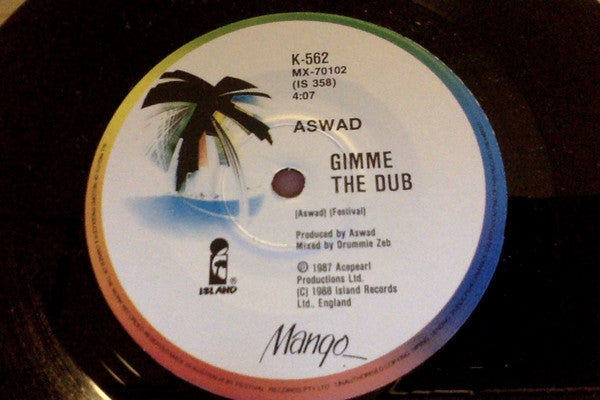 K-562
MX-70102
(IS 358)
4:07
ASWAD
GIMME
THE DUB
(Aswad) (Festival)
Produced by Aswad
Mixed by Drummie Zeb
Ⓟ 1987 Acepearl
Productions Ltd.
(C) 1988 Island Records
Ltd., England
ISLAND ®
Mango